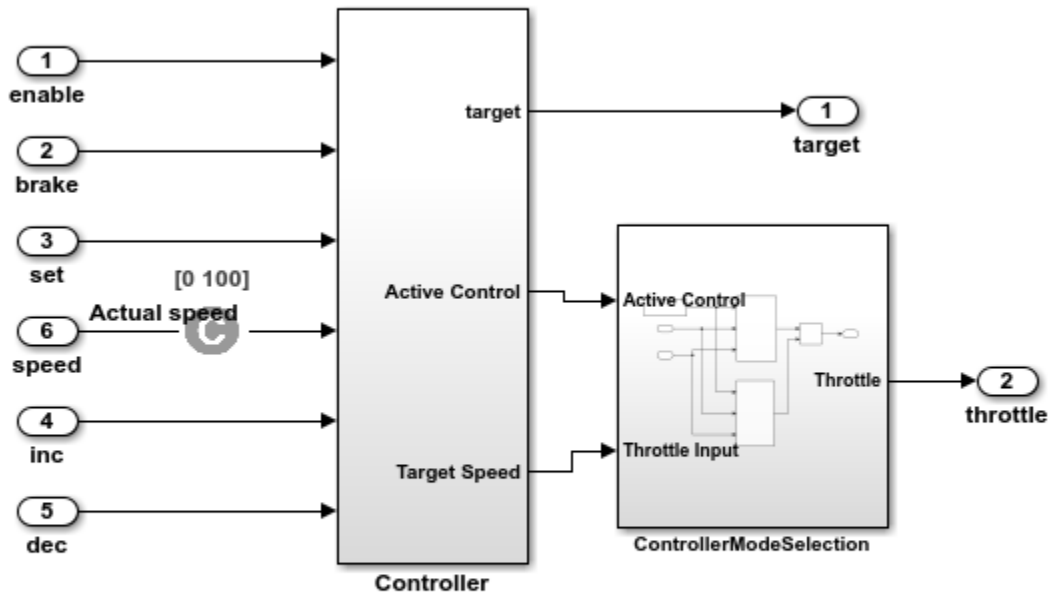 1
enable
2
brake
3
set
[0 100]
Actual speed
C
6
speed
4
inc
5
dec
target
Active Control
Target Speed
Controller
1
target
Active Control
Throttle Input
Throttle
ControllerModeSelection
2
throttle